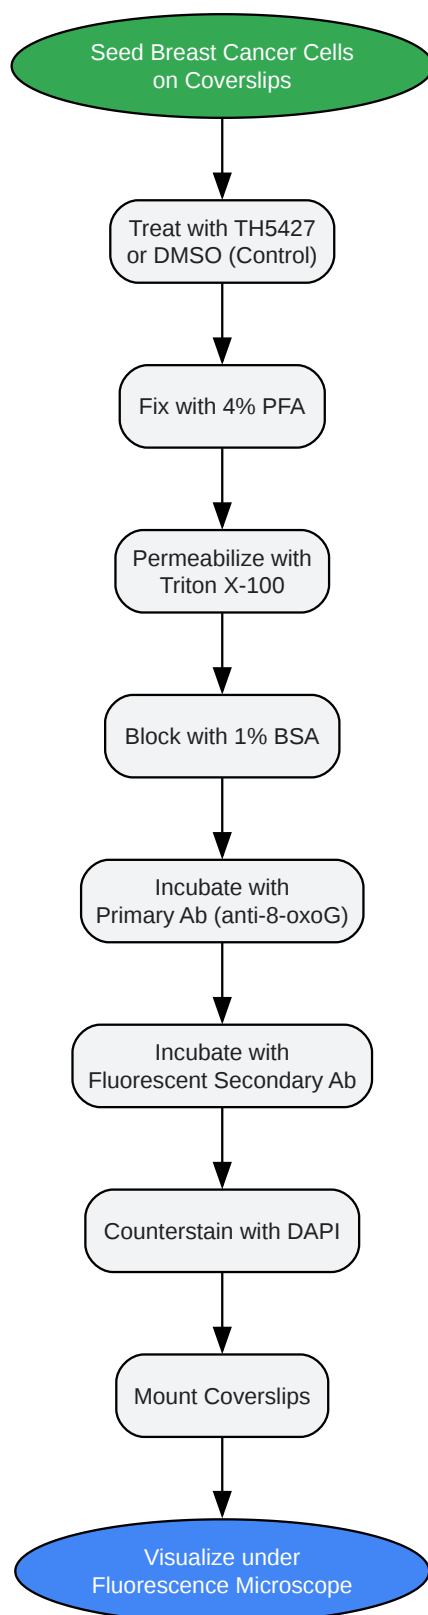 Seed Breast Cancer Cells
on Coverslips
Treat with TH5427
or DMSO (Control)
Fix with 4% PFA
Permeabilize with
Triton X-100
Block with 1% BSA
Incubate with
Primary Ab (anti-8-oxoG)
Incubate with
Fluorescent Secondary Ab
Counterstain with DAPI
Mount Coverslips
Visualize under
Fluorescence Microscope